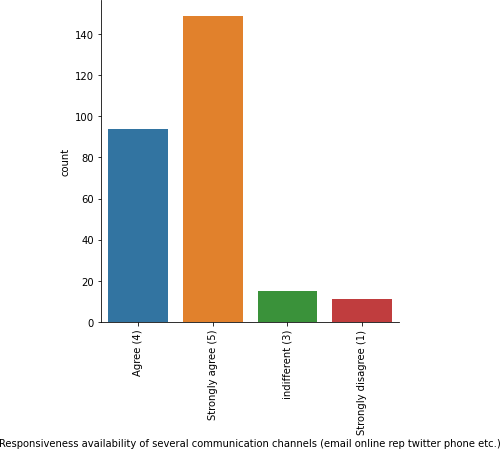 140
120
100
80
60
40
20
0
count
Agree (4)
Strongly agree (5)
indifferent (3)
Strongly disagree (1)
Responsiveness availability of several communication channels (email online rep twitter phone etc.)